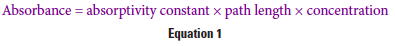 Absorbance = absorptivity constant × path length × concentration
Equation 1